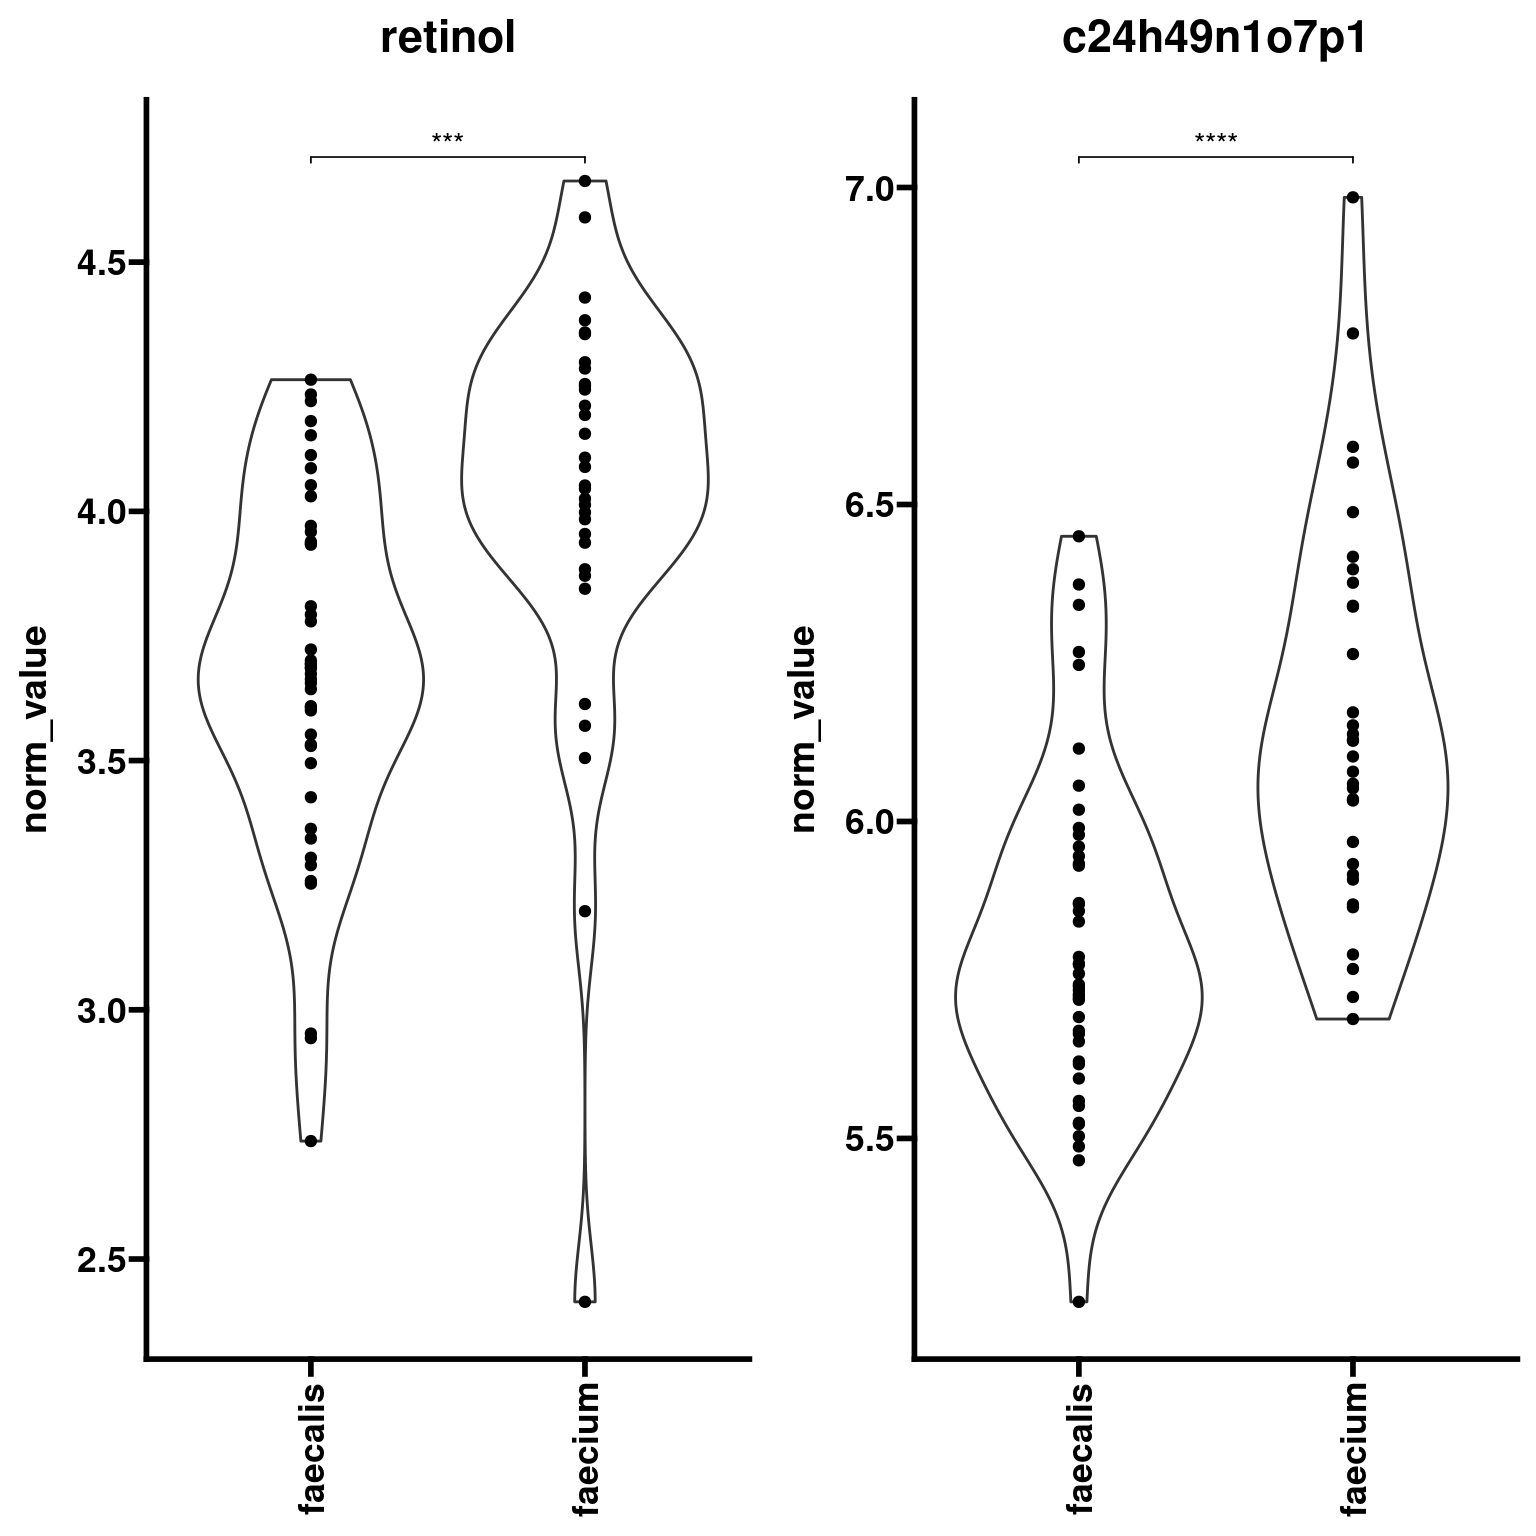 retinol
norm_value
4.5
4.0
3.5
3.0
2.5
***
faecalis
faecium
c24h49n1o7p1
norm_value
7.0
6.5
6.0
5.5
****
faecalis
faecium